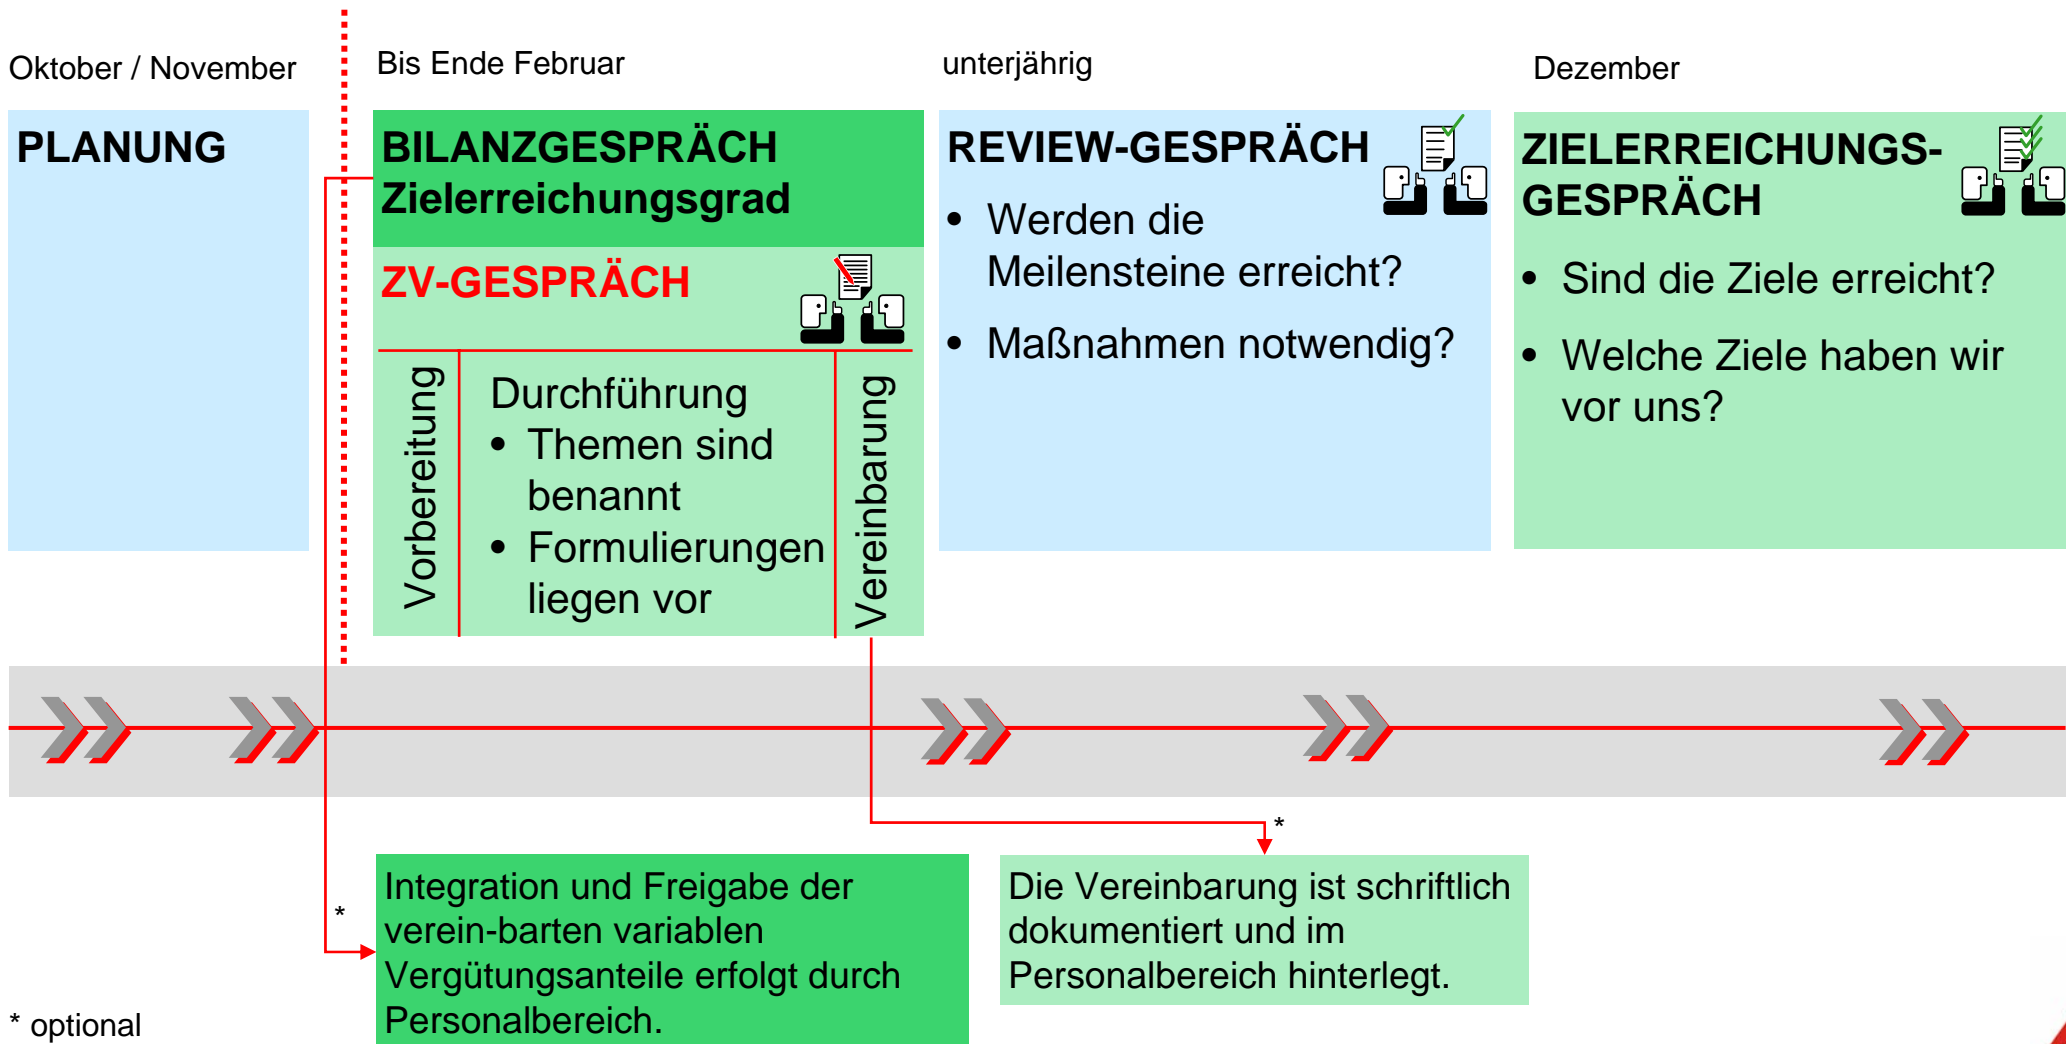 Oktober / November
PLANUNG
Bis Ende Februar
BILANZGESPRÄCH
Zielerreichungsgrad
ZV-GESPRÄCH
Vorbereitung
Durchführung
• Themen sind
benannt
• Formulierungen
liegen vor
Vereinbarung
unterjährig
REVIEW-GESPRÄCH
• Werden die
Meilensteine erreicht?
• Maßnahmen notwendig?
Dezember
ZIELERREICHUNGS-
GESPRÄCH
• Sind die Ziele erreicht?
• Welche Ziele haben wir
vor uns?
*
Integration und Freigabe der
verein-barten variablen
Vergütungsanteile erfolgt durch
Personalbereich.
*
Die Vereinbarung ist schriftlich
dokumentiert und im
Personalbereich hinterlegt.
* optional